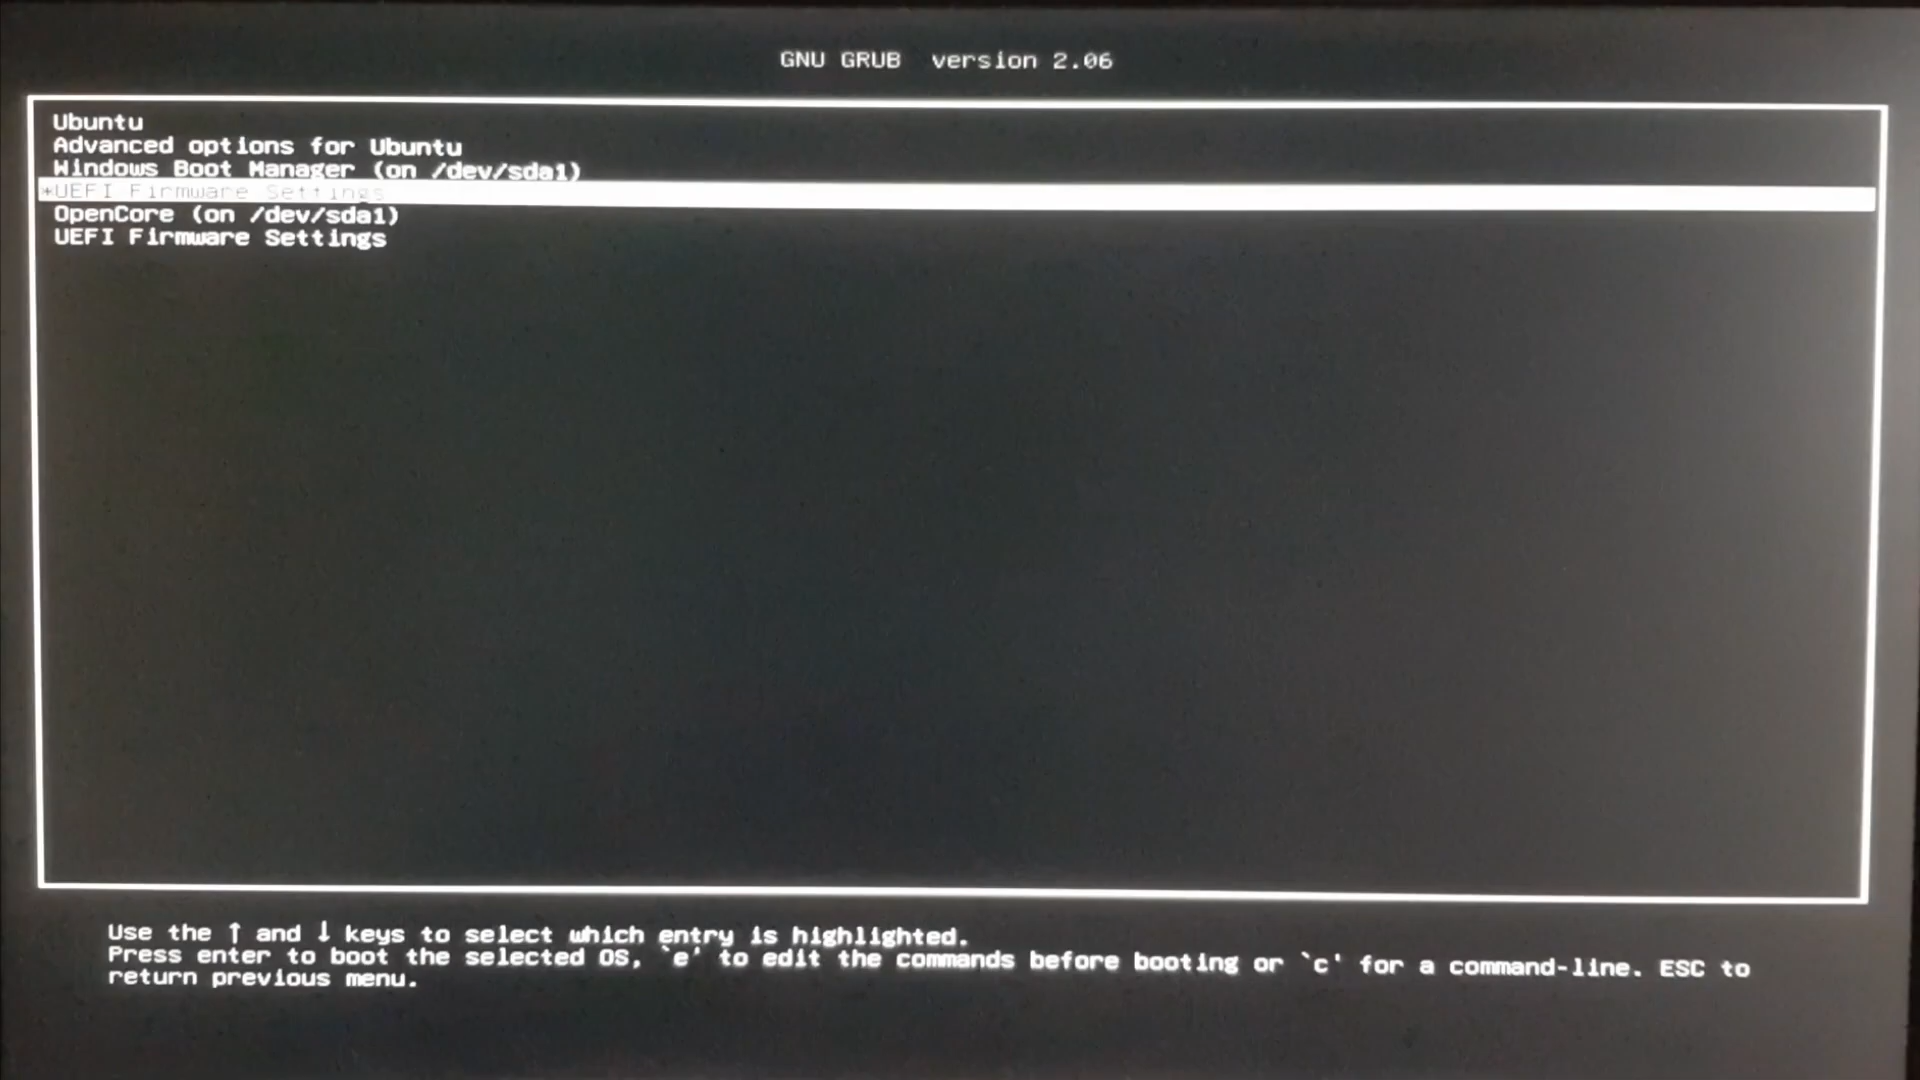 GNU GRUB version 2.06
Ubuntu
Advanced options for Ubuntu
Windows Boot Manager (on /dev/sda1)
*UEFI Firmware Settings
OpenCore (on /dev/sda1)
UEFI Firmware Settings
Use the ↑ and ↓ keys to select which entry is highlighted.
Press enter to boot the selected OS, `e' to edit the commands before booting or `c' for a command-line. ESC to
return previous menu.